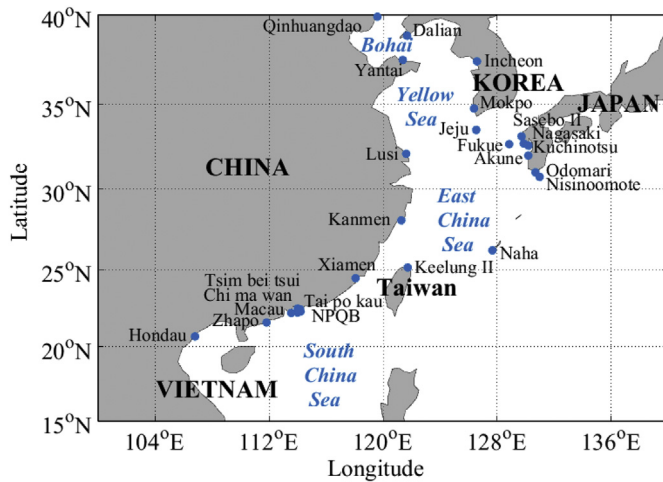 40°N
Qinhuangdao
Dalian
Bohai
Yantai
Incheon
KOREA
35°N
Yellow
Sea
Mokpo
JAPAN
Sasebo II
Jeju
Nagasaki
Fukue
Kuchinotsu
Akune
Lusi
CHINA
Odomari
Nisinoomote
30°N
East
China
Sea
Kanmen
Naha
Xiamen
Keelung II
25°N
Taiwan
Tsim bei tsui
Chi ma wan
Tai po kau
Macau
NPQB
Zhapo
Hondau
20°N
South
China
Sea
VIETNAM
15°N
104°E
112°E
120°E
128°E
136°E
Latitude
Longitude